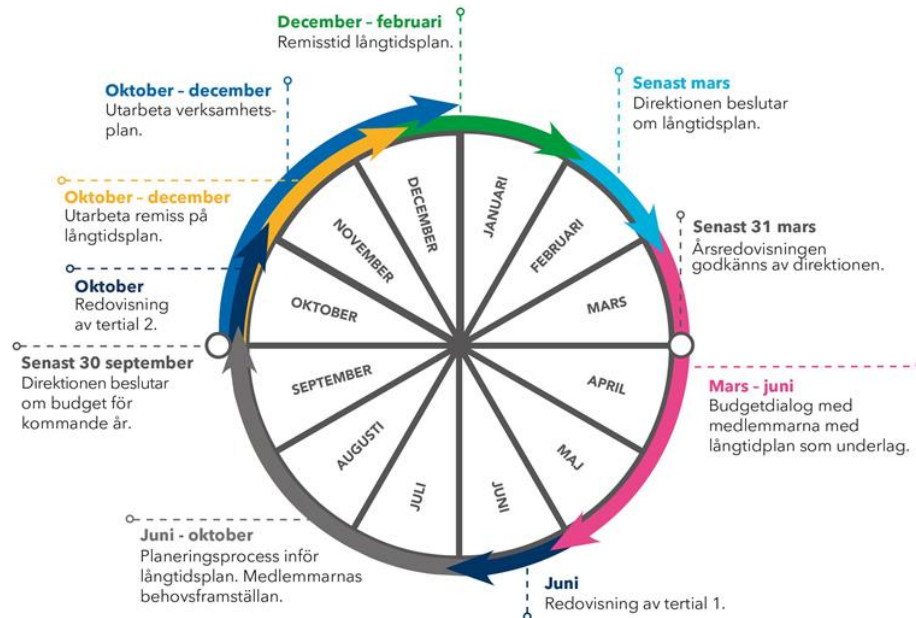 December – februari
Remisstid långtidsplan.
Oktober – december
Utarbeta verksamhets-
plan.
Senast mars
Direktionen beslutar
om långtidsplan.
Oktober – december
Utarbeta remiss på
långtidsplan.
Senast 31 mars
Årsredovisningen
godkänns av direktionen.
Oktober
Redovisning
av tertial 2.
Senast 30 september
Direktionen beslutar
om budget för
kommande år.
Mars – juni
Budgetdialog med
medlemmarna med
långtidplan som underlag.
Juni - oktober
Planeringsprocess inför
långtidsplan. Medlemmarnas
behovsframställan.
Juni
Redovisning av tertial 1.
JANUARI
FEBRUARI
MARS
APRIL
MAJ
JUNI
JULI
AUGUSTI
SEPTEMBER
OKTOBER
NOVEMBER
DECEMBER